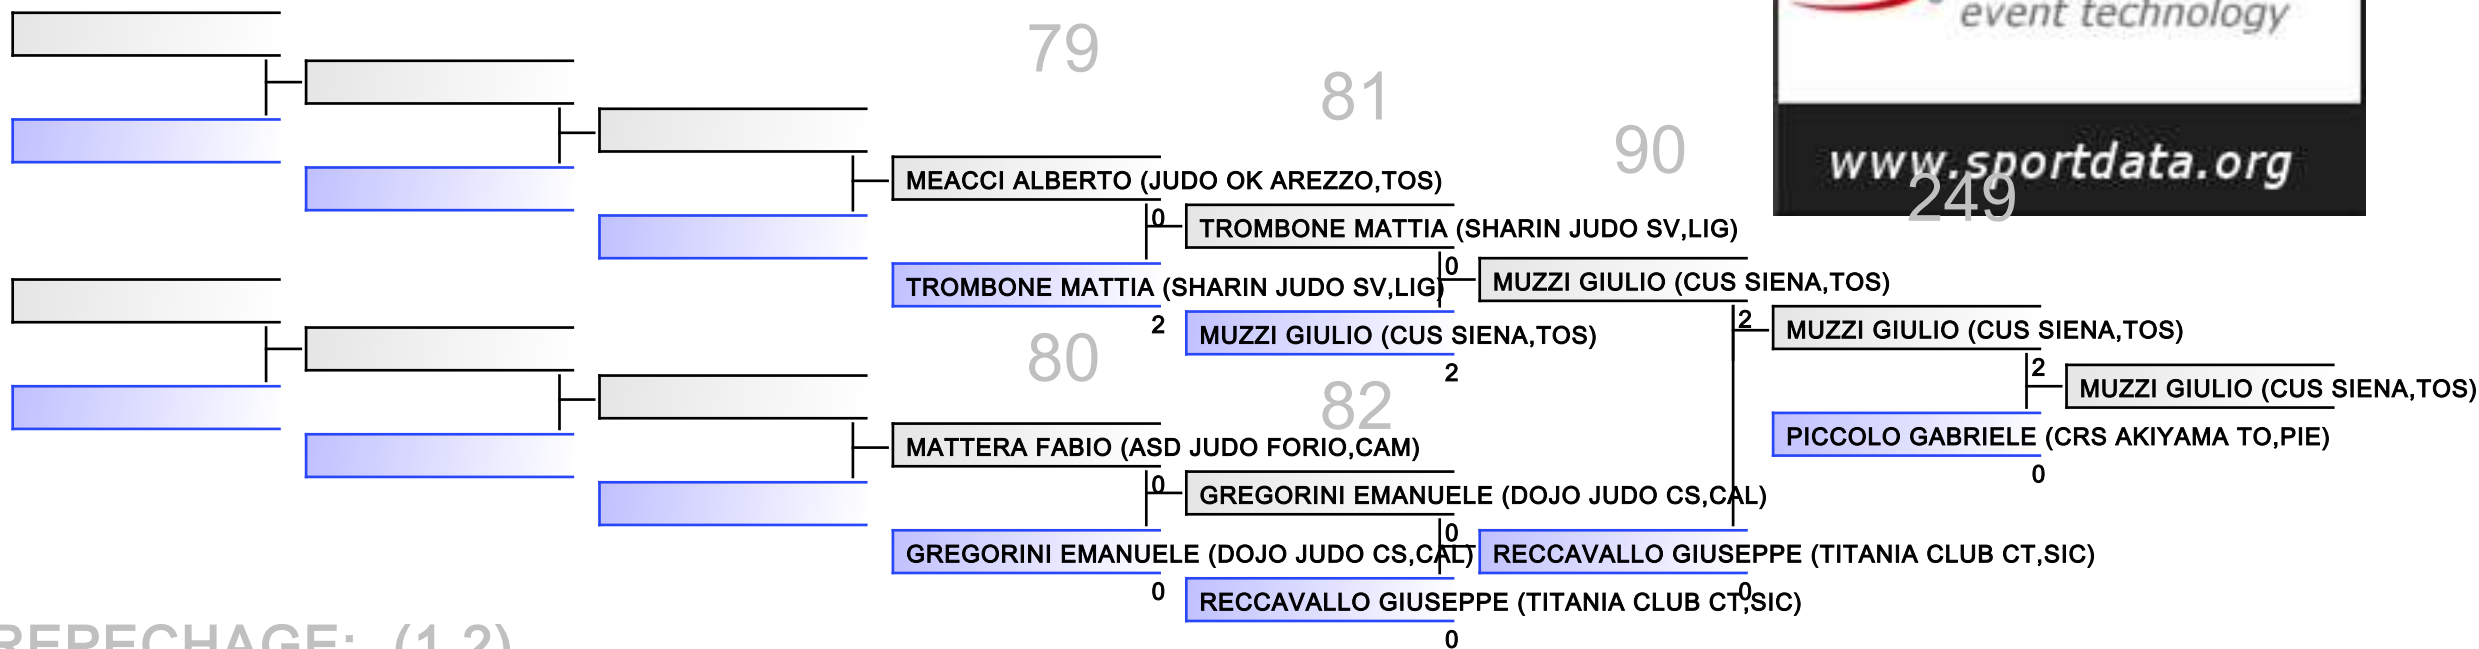 event technology
79
81
90
www.sportdata.org
249
MEACCI ALBERTO (JUDO OK AREZZO,TOS)
0
TROMBONE MATTIA (SHARIN JUDO SV,LIG)
0
TROMBONE MATTIA (SHARIN JUDO SV,LIG)
2
MUZZI GIULIO (CUS SIENA,TOS)
2
MUZZI GIULIO (CUS SIENA,TOS)
2
MUZZI GIULIO (CUS SIENA,TOS)
2
MUZZI GIULIO (CUS SIENA,TOS)
80
82
MATTERA FABIO (ASD JUDO FORIO,CAM)
0
PICCOLO GABRIELE (CRS AKIYAMA TO,PIE)
0
GREGORINI EMANUELE (DOJO JUDO CS,CAL)
0
GREGORINI EMANUELE (DOJO JUDO CS,CAL)
0
RECCAVALLO GIUSEPPE (TITANIA CLUB CT,SIC)
0
RECCAVALLO GIUSEPPE (TITANIA CLUB CT,SIC)
0
REPECHAGE: (1,2)